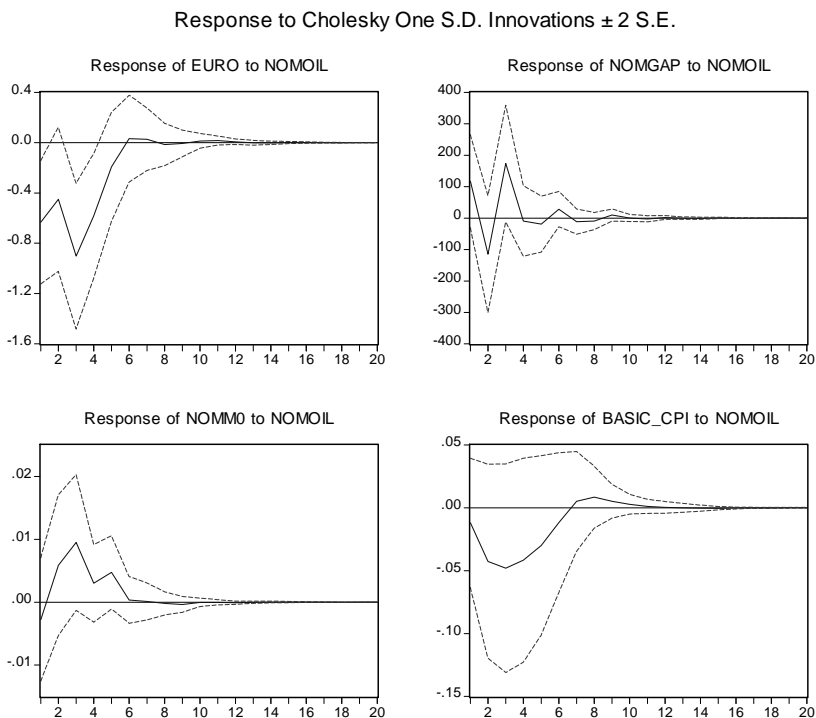 Response to Cholesky One S.D. Innovations ± 2 S.E.
Response of EURO to NOMOIL
0.4
0.0
-0.4
-0.8
-1.2
-1.6
2 4 6 8 10 12 14 16 18 20
Response of NOMGAP to NOMOIL
400
300
200
100
0
-100
-200
-300
-400
2 4 6 8 10 12 14 16 18 20
Response of NOMM0 to NOMOIL
.02
.01
.00
-.01
2 4 6 8 10 12 14 16 18 20
Response of BASIC_CPI to NOMOIL
.05
.00
-.05
-.10
-.15
2 4 6 8 10 12 14 16 18 20